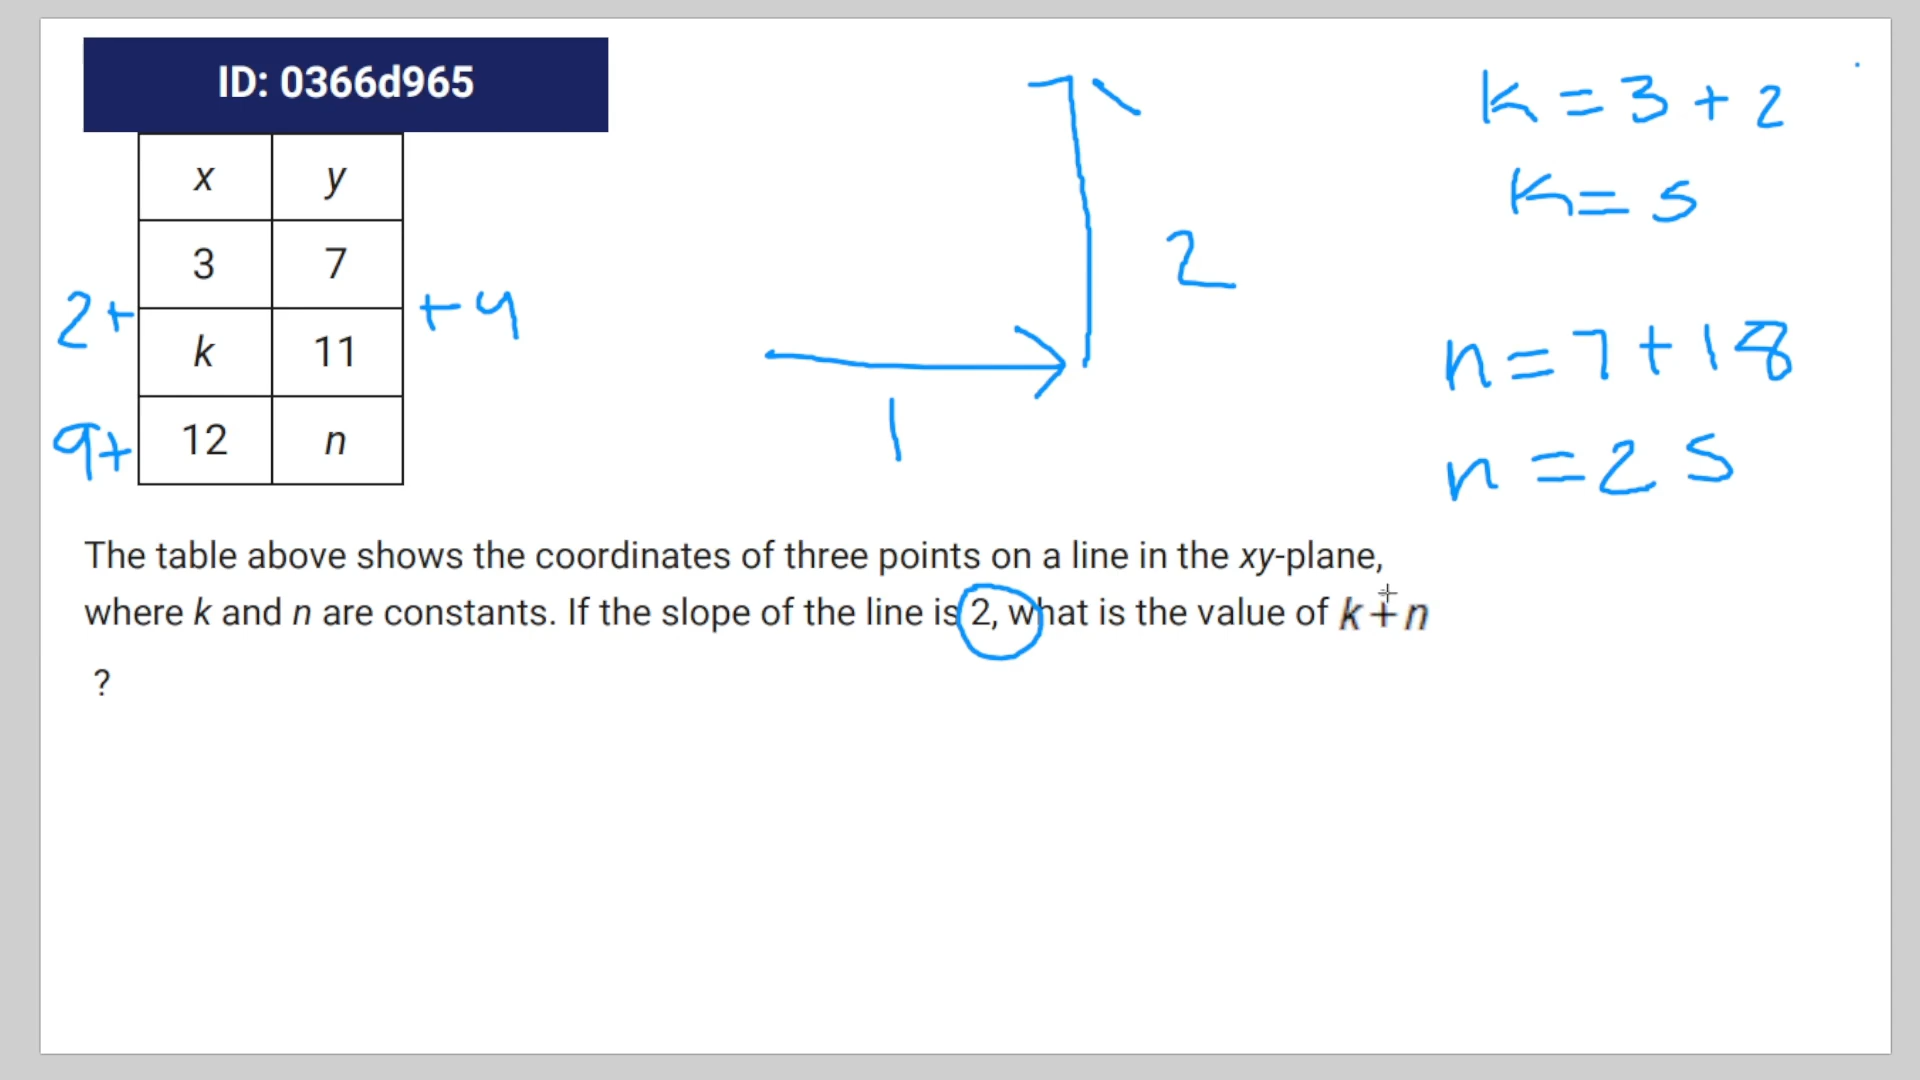 ID: 0366d965
x y
3 7
2+ k 11 +4
9+ 12 n
1
2
k = 3 + 2
k = 5
n = 7 + 18
n = 25
The table above shows the coordinates of three points on a line in the xy-plane,
where k and n are constants. If the slope of the line is 2, what is the value of k + n
?